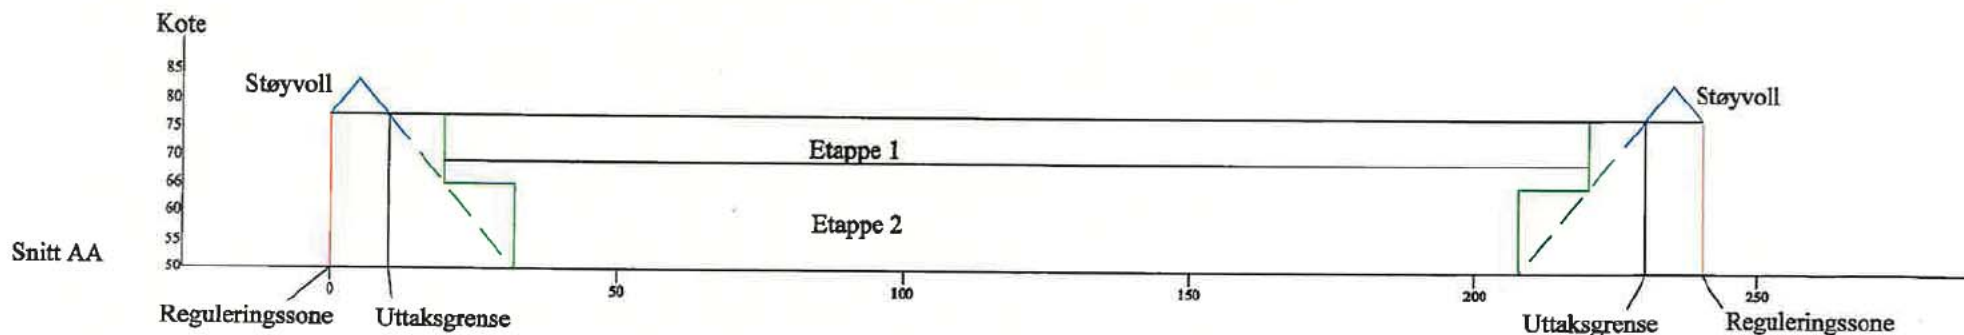 Kote
85
Støyvoll
80
Støyvoll
75
70
Etappe 1
66
60
Etappe 2
55
Snitt AA
50
0
50
100
150
200
250
Reguleringssone
Uttaksgrense
Uttaksgrense
Reguleringssone